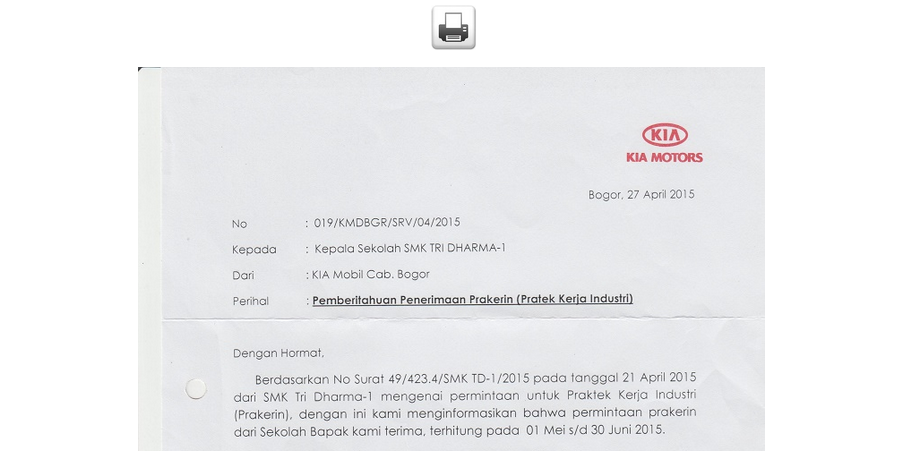 KIA
KIA MOTORS
Bogor, 27 April 2015
No : 019/KMDBGR/SRV/04/2015
Kepada : Kepala Sekolah SMK TRI DHARMA-1
Dari : KIA Mobil Cab. Bogor
Perihal : Pemberitahuan Penerimaan Prakerin (Pratek Kerja Industri)
Dengan Hormat,
Berdasarkan No Surat 49/423.4/SMK TD-1/2015 pada tanggal 21 April 2015
dari SMK Tri Dharma-1 mengenai permintaan untuk Praktek Kerja Industri
(Prakerin), dengan ini kami menginformasikan bahwa permintaan prakerin
dari Sekolah Bapak kami terima, terhitung pada 01 Mei s/d 30 Juni 2015.